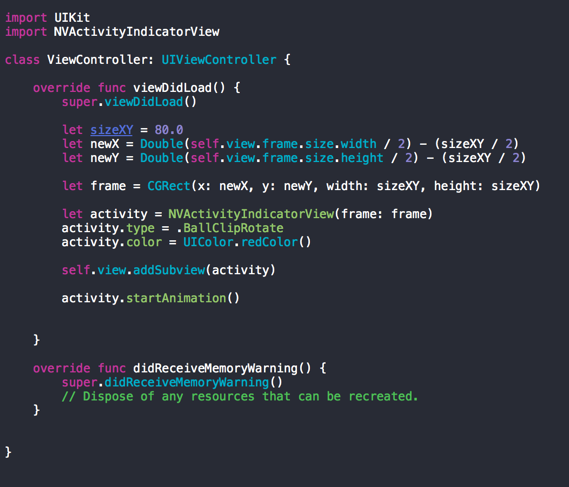 import UIKit
import NVActivityIndicatorView
class ViewController: UIViewController {
override func viewDidLoad() {
super.viewDidLoad()
let sizeXY = 80.0
let newX = Double(self.view.frame.size.width / 2) - (sizeXY / 2)
let newY = Double(self.view.frame.size.height / 2) - (sizeXY / 2)
let frame = CGRect(x: newX, y: newY, width: sizeXY, height: sizeXY)
let activity = NVActivityIndicatorView(frame: frame)
activity.type = .BallClipRotate
activity.color = UIColor.redColor()
self.view.addSubview(activity)
activity.startAnimation()
}
override func didReceiveMemoryWarning() {
super.didReceiveMemoryWarning()
// Dispose of any resources that can be recreated.
}
}